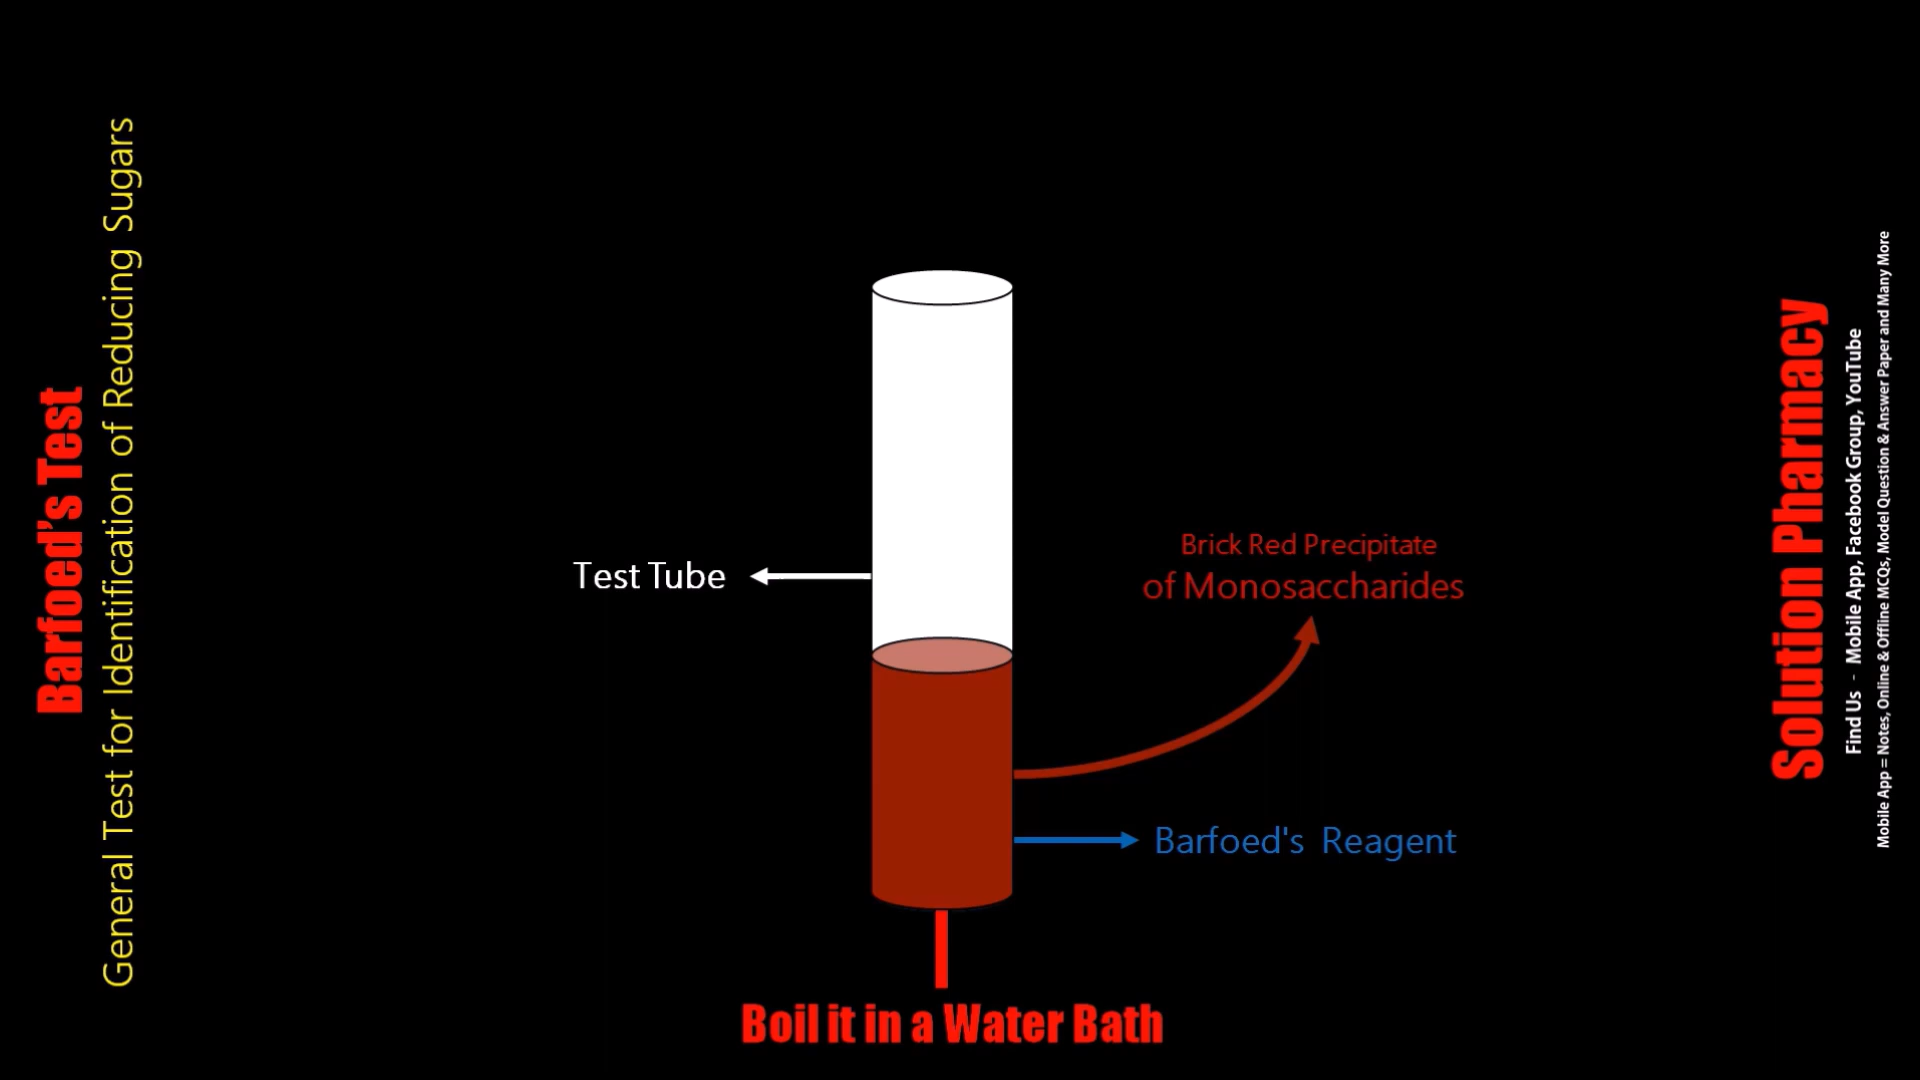 Barfoed's Test
General Test for Identification of Reducing Sugars
Test Tube
Brick Red Precipitate
of Monosaccharides
Barfoed's Reagent
Boil it in a Water Bath
Solution Pharmacy
Find Us - Mobile App, Facebook Group, YouTube
Mobile App = Notes, Online & Offline MCQs, Model Question & Answer Paper and Many More